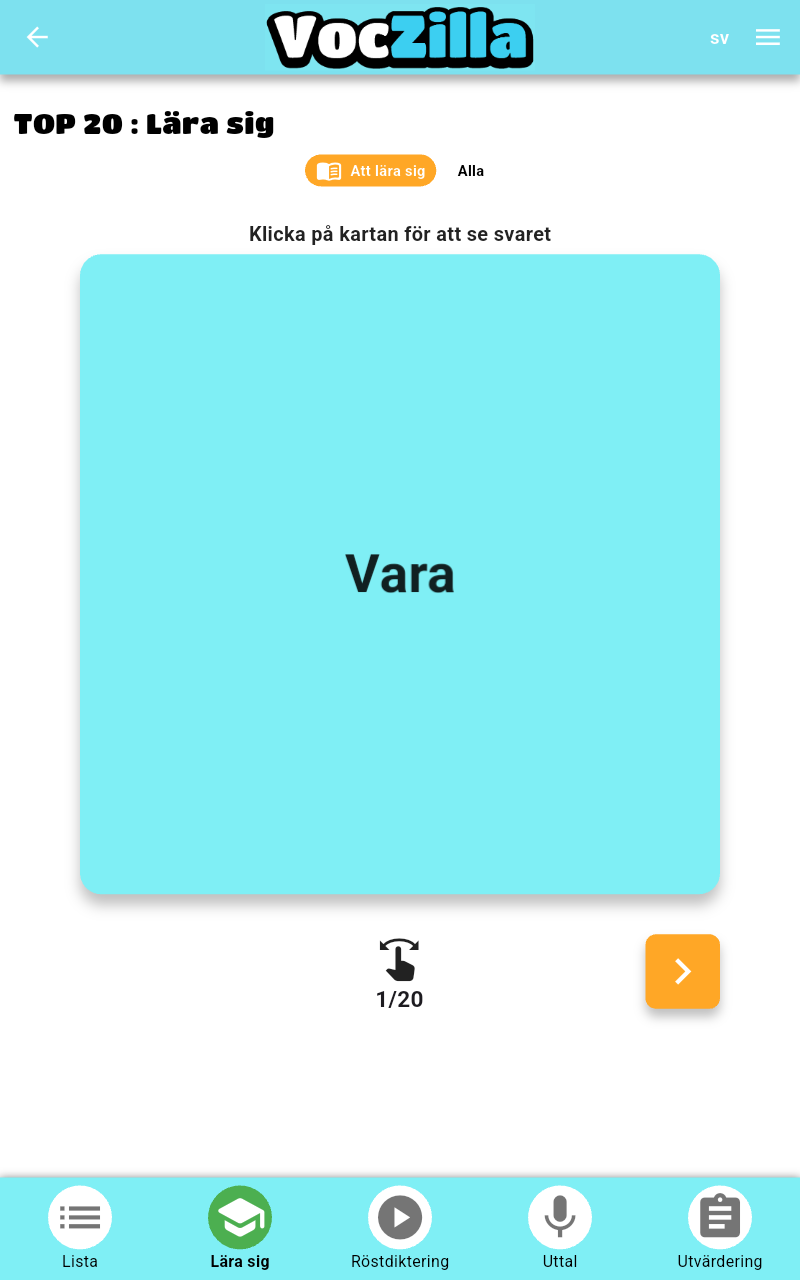 VocZilla
sv
TOP 20 : Lära sig
Att lära sig
Alla
Klicka på kartan för att se svaret
Vara
1/20
Lista
Lära sig
Röstdiktering
Uttal
Utvärdering